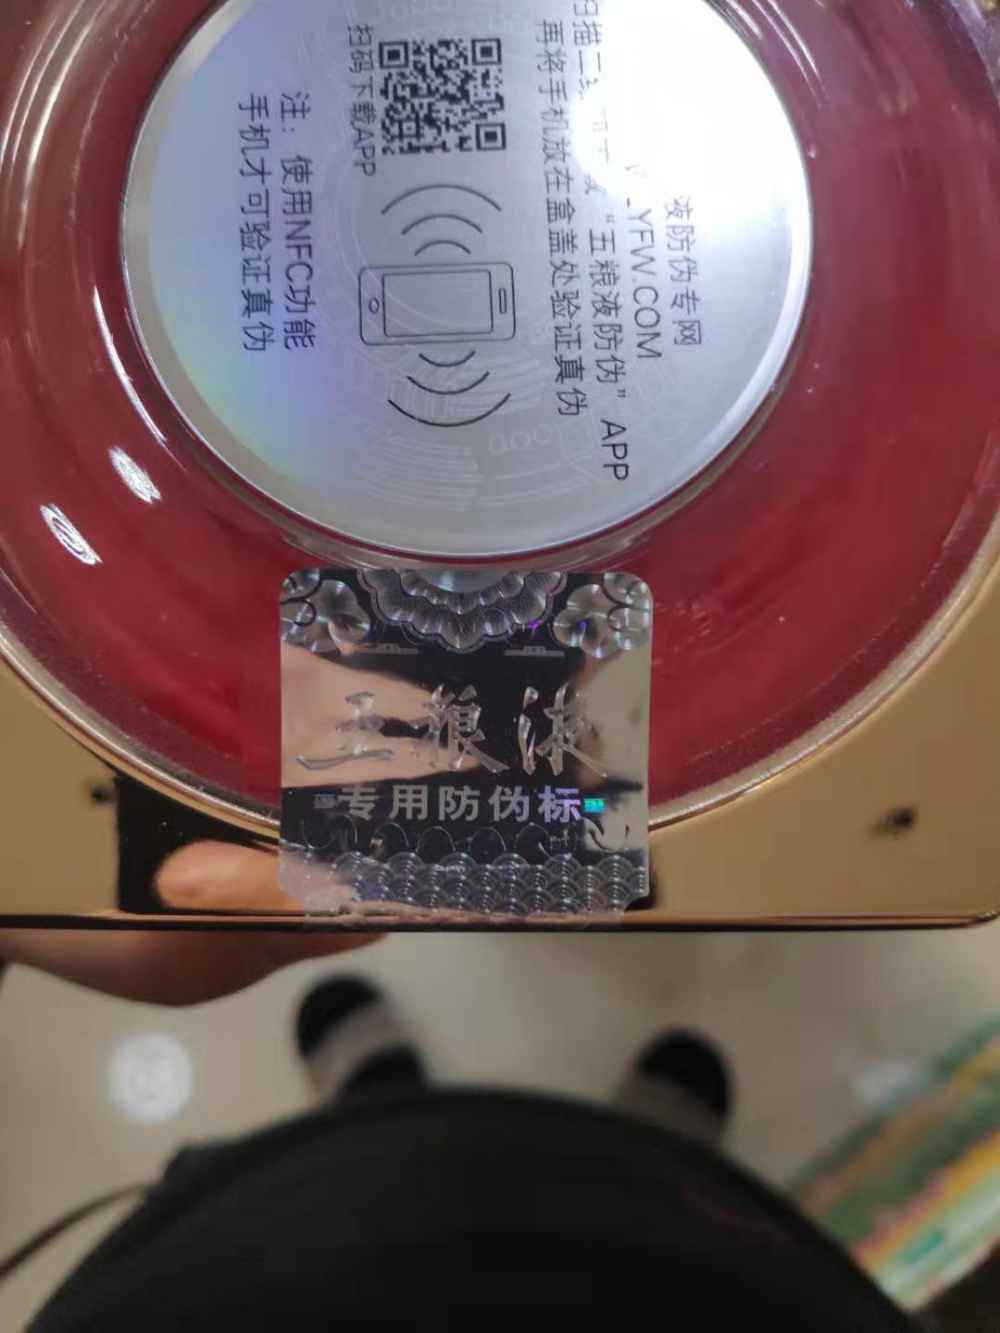 液防伪专网
_YFW.COM
"五粮液防伪" APP
再将手机放在盒盖处验证真伪
扫码下载APP
注：使用NFC功能
手机才可验证真伪
五粮液
专用防伪标